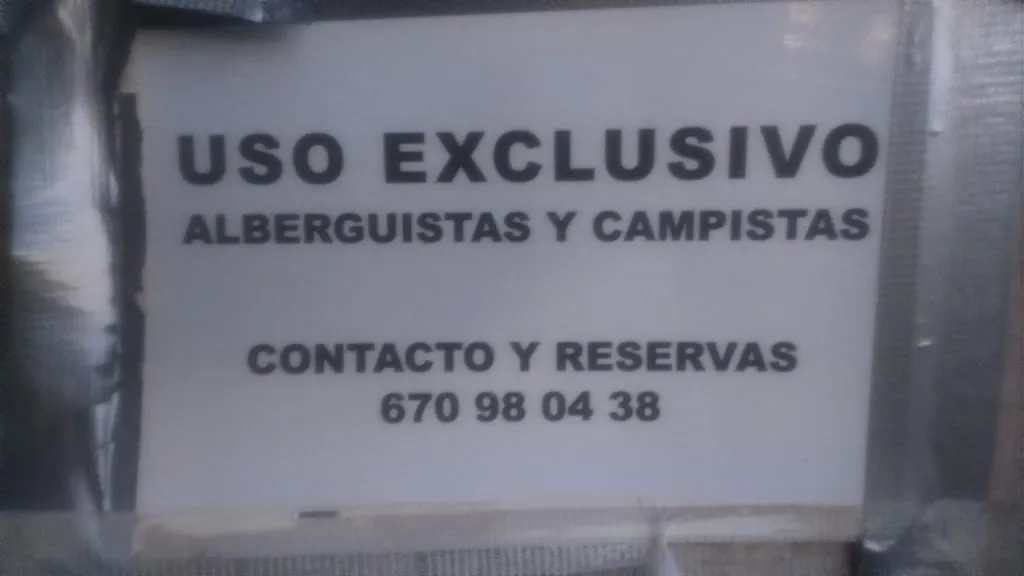 USO EXCLUSIVO
ALBERGUISTAS Y CAMPISTAS
CONTACTO Y RESERVAS
670 98 04 38